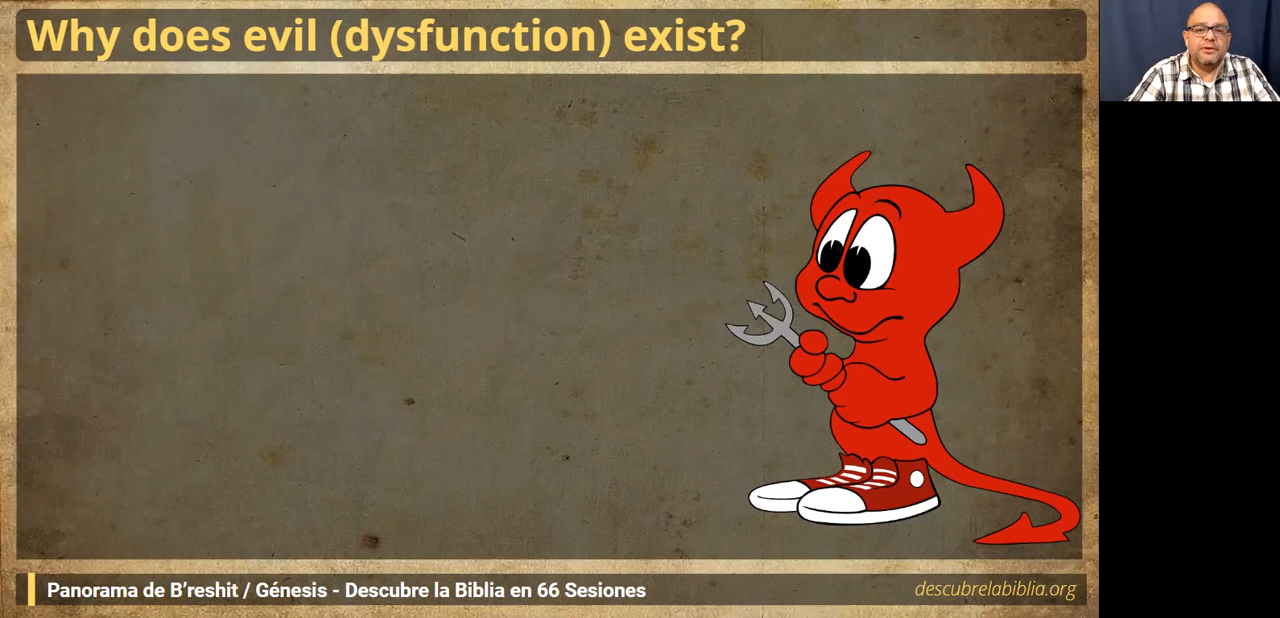 Why does evil (dysfunction) exist?
Panorama de B’reshit / Génesis - Descubre la Biblia en 66 Sesiones
descubrelabiblia.org